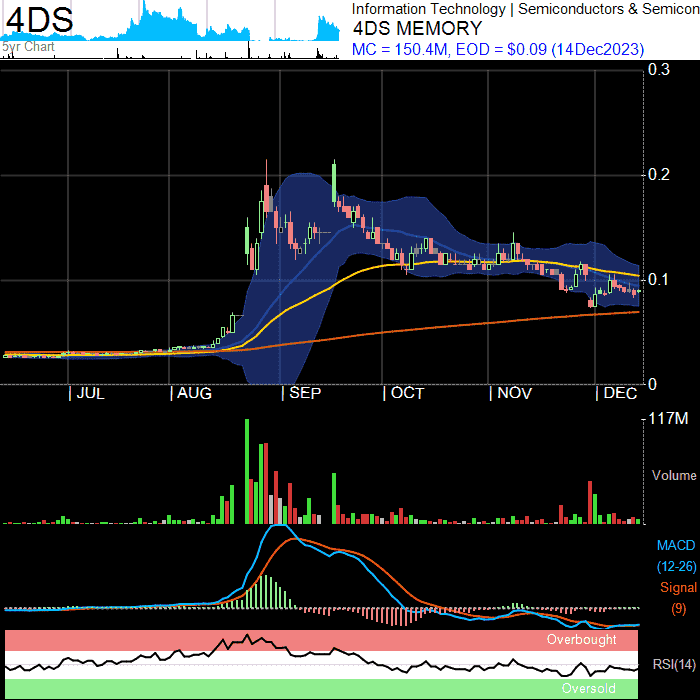 4DS
5yr Chart
Information Technology | Semiconductors & Semicon
4DS MEMORY
MC = 150.4M, EOD = $0.09 (14Dec2023)
0.3
0.2
0.1
0
| JUL
| AUG
| SEP
| OCT
| NOV
| DEC
117M
Volume
MACD
(12-26)
Signal
(9)
Overbought
RSI(14)
Oversold